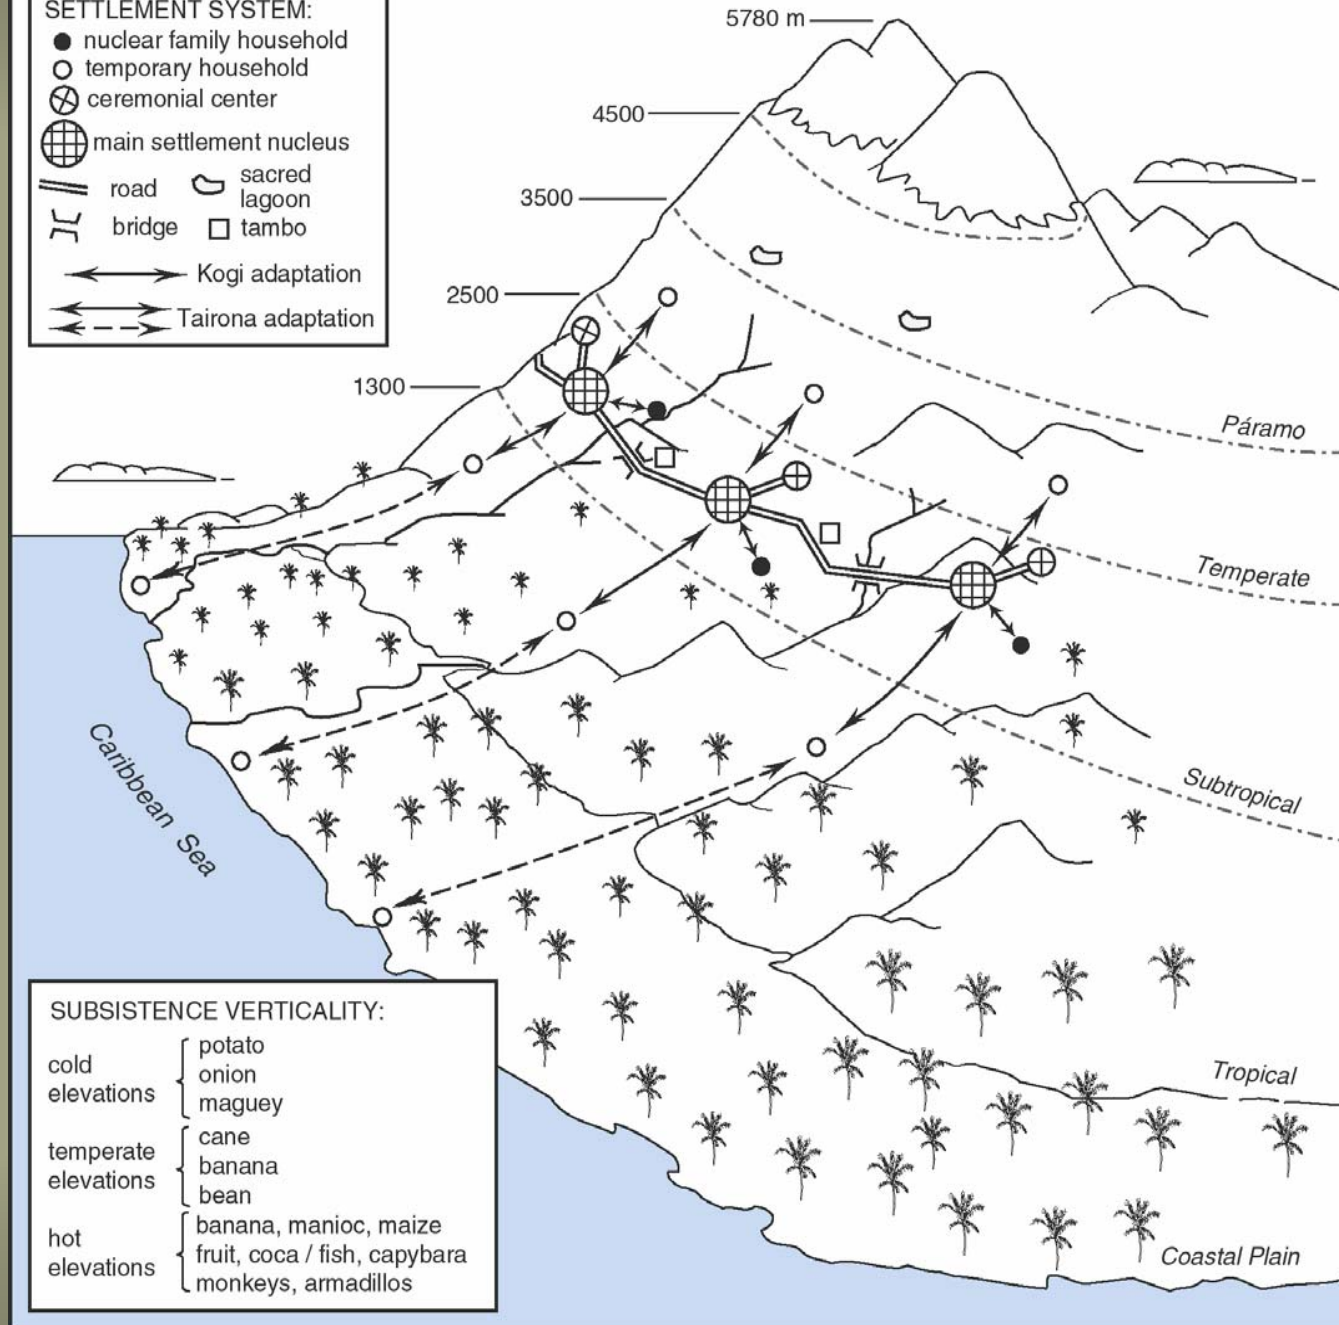 SETTLEMENT SYSTEM:
nuclear family household
temporary household
ceremonial center
main settlement nucleus
road
sacred
lagoon
bridge
tambo
Kogi adaptation
Tairona adaptation
5780 m
4500
3500
2500
1300
Páramo
Temperate
Subtropical
Tropical
Coastal Plain
Caribbean Sea
SUBSISTENCE VERTICALITY:
cold
elevations
potato
onion
maguey
temperate
elevations
cane
banana
bean
hot
elevations
banana, manioc, maize
fruit, coca / fish, capybara
monkeys, armadillos